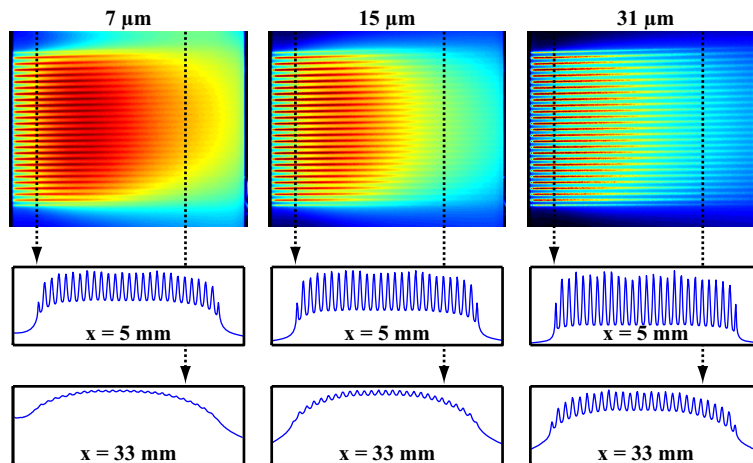 7 µm 15 µm 31 µm
x = 5 mm x = 5 mm x = 5 mm
x = 33 mm x = 33 mm x = 33 mm